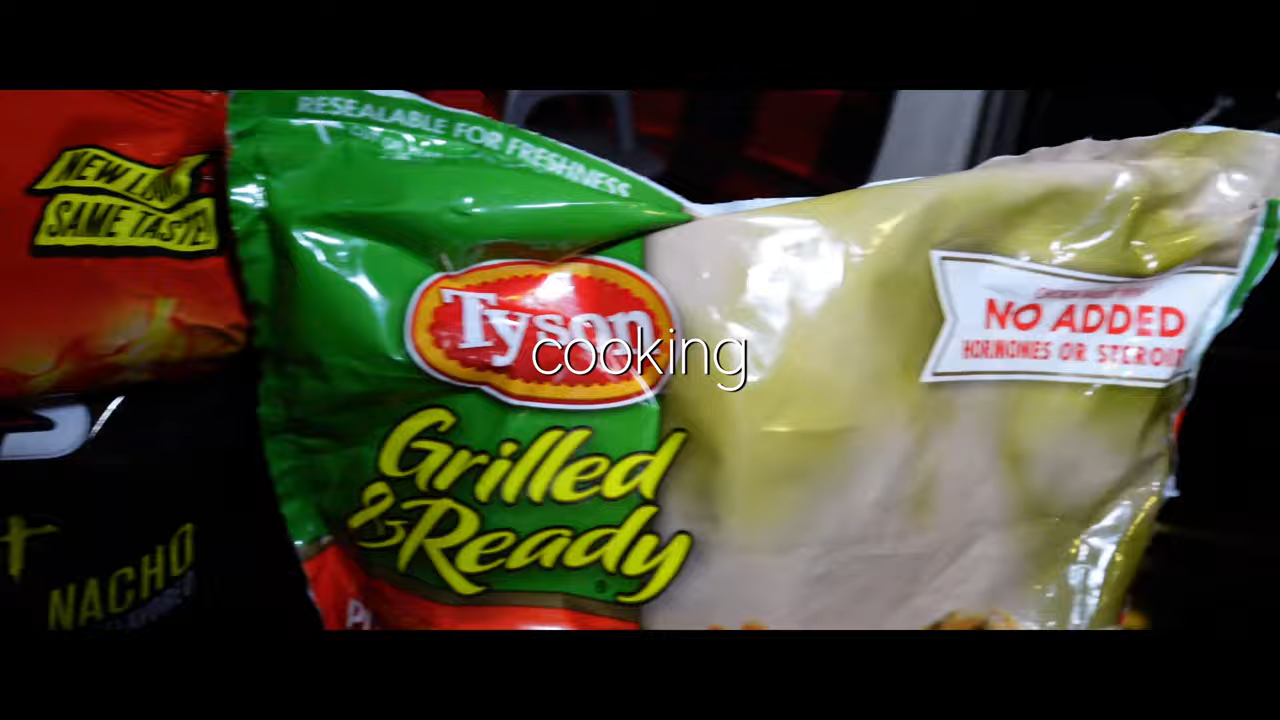 RESEALABLE FOR FRESHNESS
NEW LOOK
SAME TASTE!
Tyson
cooking
NO ADDED
HORMONES OR STEROIDS
Grilled
& Ready
NACHO